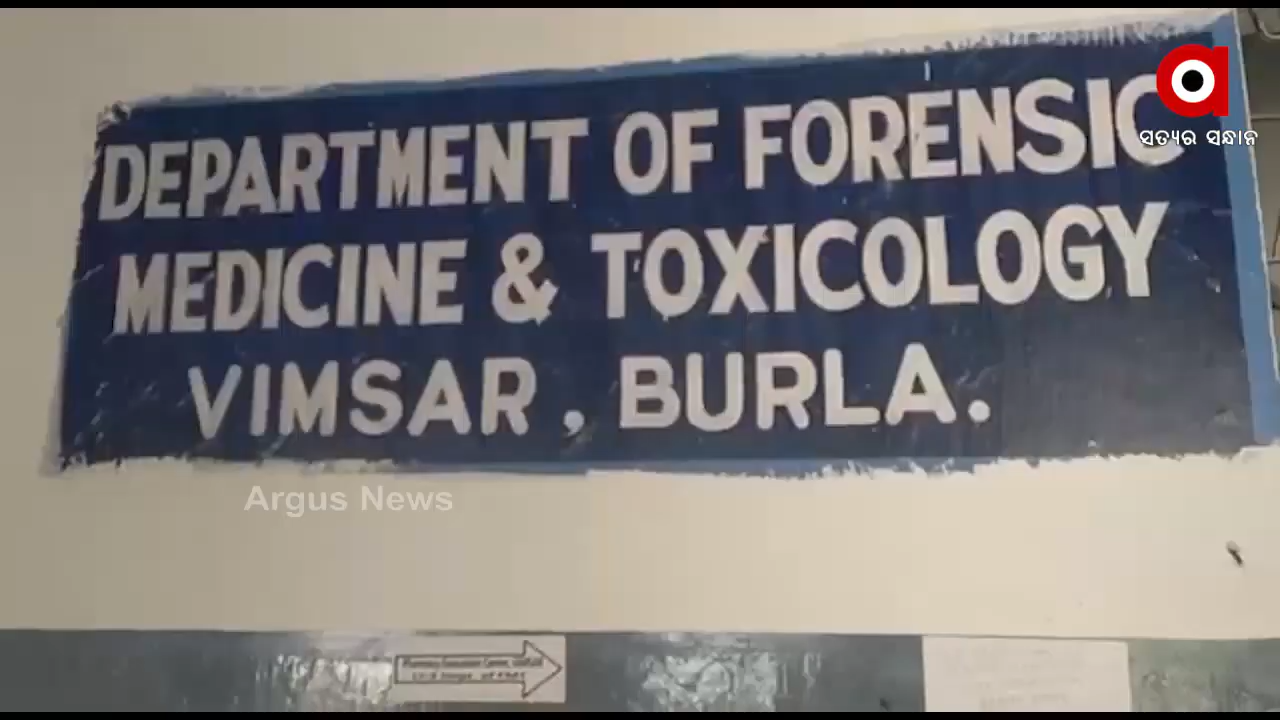 DEPARTMENT OF FORENSIC
ସତ୍ୟର ସନ୍ଧାନ
MEDICINE & TOXICOLOGY
VIMSAR, BURLA.
Argus News